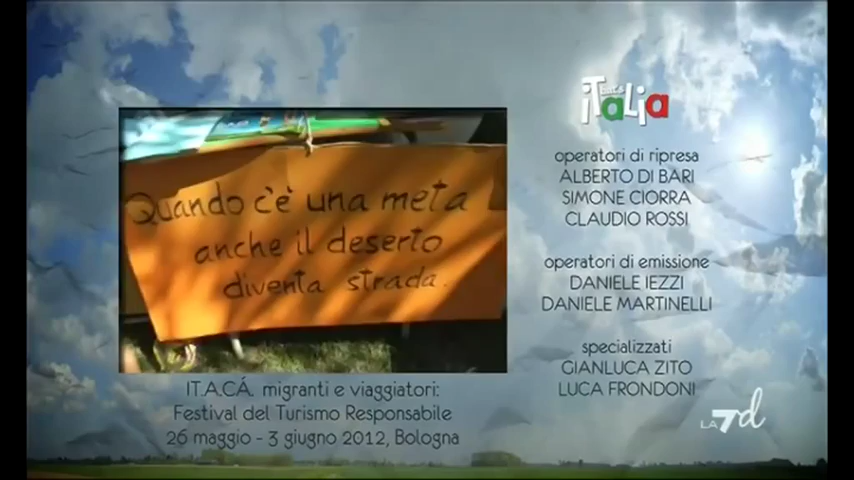 Quando c'è una meta
anche il deserto
diventa strada.
IT.A.CÁ. migranti e viaggiatori:
Festival del Turismo Responsabile
26 maggio - 3 giugno 2012, Bologna
iTaLia
operatori di ripresa
ALBERTO DI BARI
SIMONE CIORRA
CLAUDIO ROSSI
operatori di emissione
DANIELE IEZZI
DANIELE MARTINELLI
specializzati
GIANLUCA ZITO
LUCA FRONDONI
LA7d